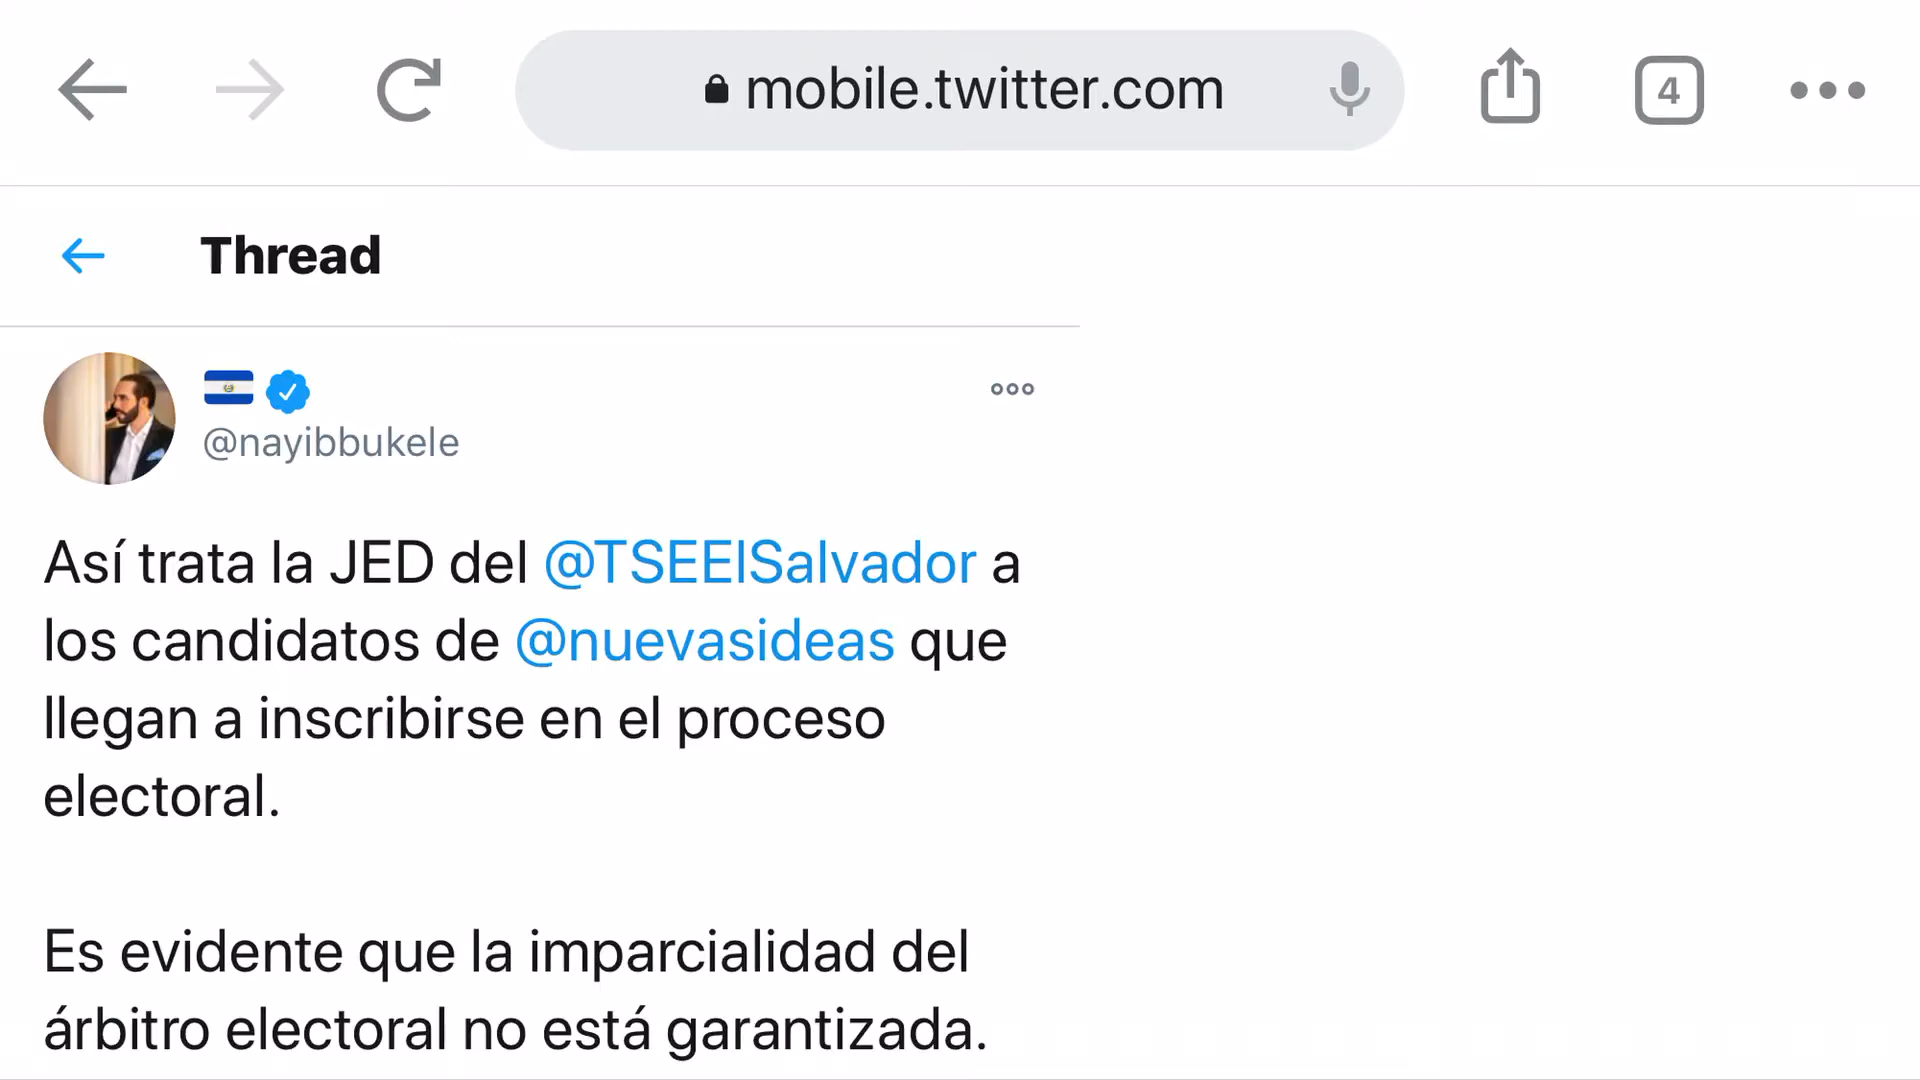 mobile.twitter.com
4
Thread
@nayibbukele
Así trata la JED del @TSEElSalvador a
los candidatos de @nuevasideas que
llegan a inscribirse en el proceso
electoral.
Es evidente que la imparcialidad del
árbitro electoral no está garantizada.